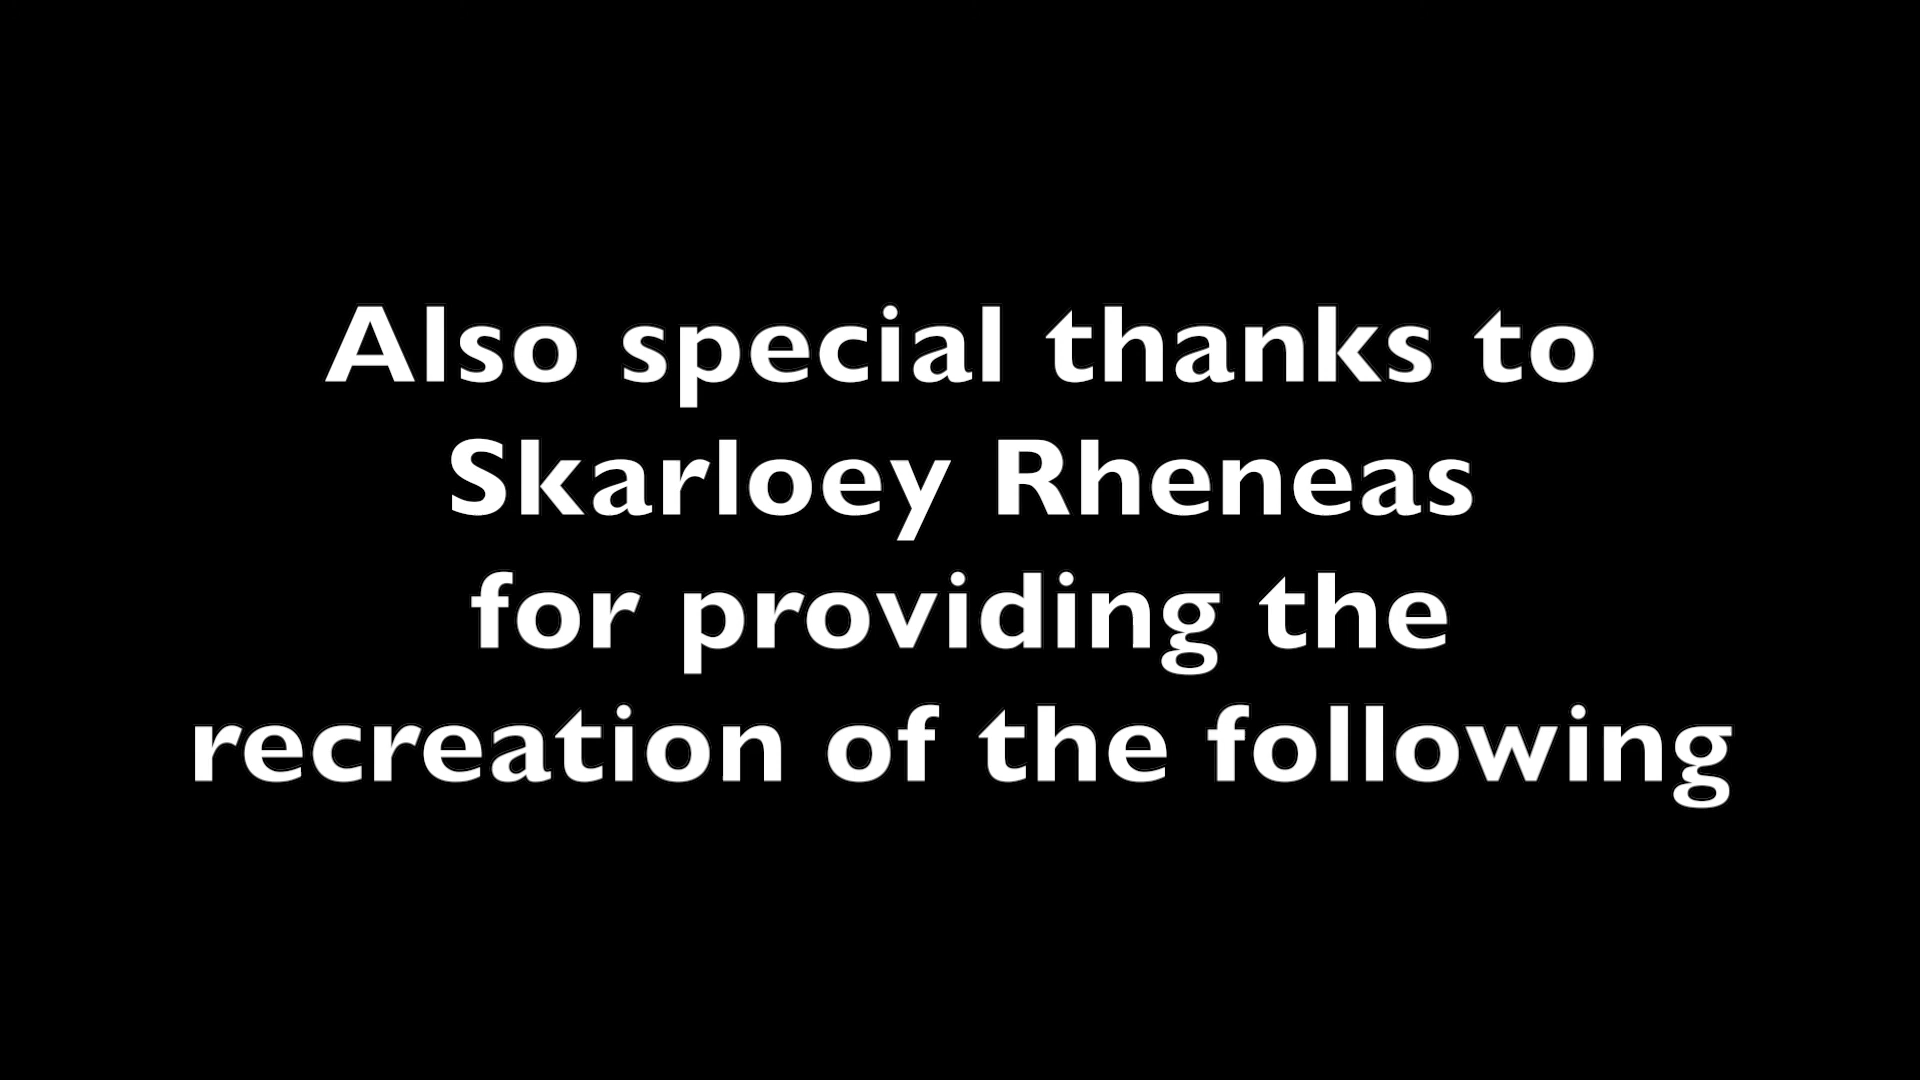 Also special thanks to
Skarloey Rheneas
for providing the
recreation of the following